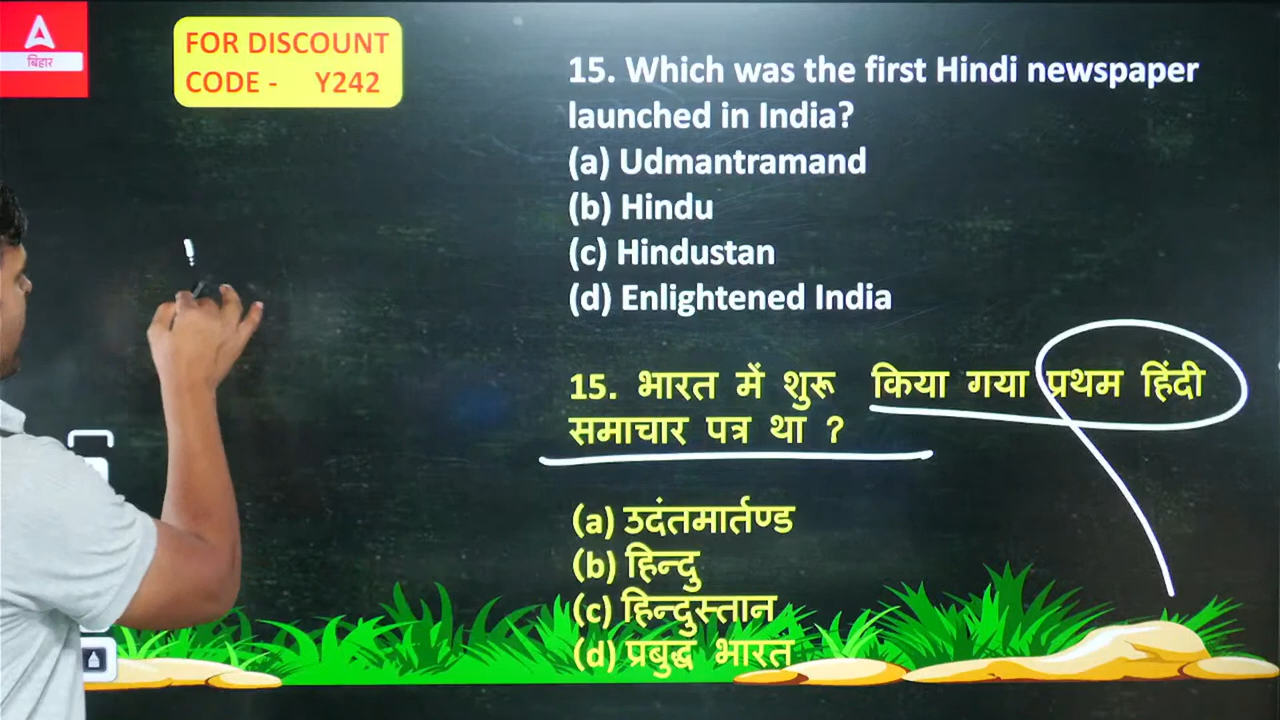 बिहार
FOR DISCOUNT
CODE - Y242
15. Which was the first Hindi newspaper
launched in India?
(a) Udmantramand
(b) Hindu
(c) Hindustan
(d) Enlightened India
15. भारत में शुरू किया गया प्रथम हिंदी
समाचार पत्र था ?
(a) उदंतमार्तण्ड
(b) हिन्दु
(c) हिन्दुस्तान
(d) प्रबुद्ध भारत